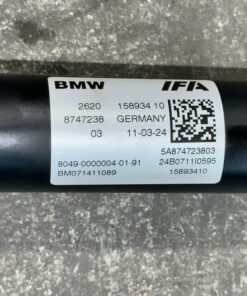 BMW IFA
2620 158934 10
8747238 GERMANY
03 11-03-24
5A874723803
8049-0000004-01-91 24B0711I0595
BM071411089 15893410